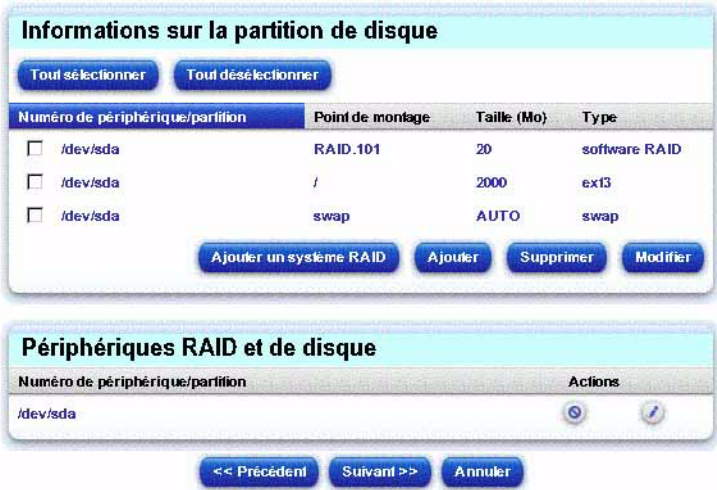 Informations sur la partition de disque
Tout sélectionner Tout désélectionner
Numéro de périphérique/partition Point de montage Taille (Mo) Type
/dev/sda RAID.101 20 software RAID
/dev/sda / 2000 ext3
/dev/sda swap AUTO swap
Ajouter un système RAID Ajouter Supprimer Modifier
Périphériques RAID et de disque
Numéro de périphérique/partition Actions
/dev/sda
<< Précédent Suivant >> Annuler